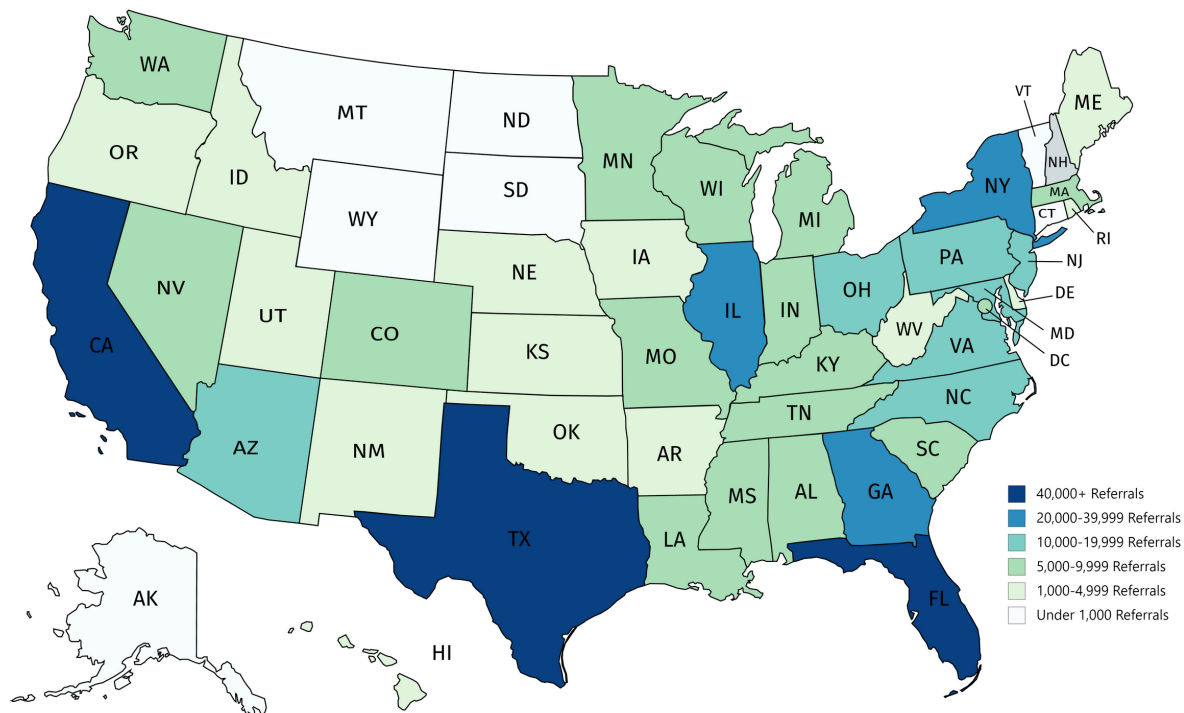 WA
MT
ND
MN
VT
ME
OR
ID
SD
WI
MI
NY
NH
MA
WY
CT
RI
NV
UT
CO
NE
IA
IL
IN
OH
PA
NJ
DE
MD
DC
CA
KS
MO
KY
WV
VA
AZ
NM
OK
AR
TN
NC
SC
TX
LA
MS
AL
GA
FL
AK
HI
40,000+ Referrals
20,000-39,999 Referrals
10,000-19,999 Referrals
5,000-9,999 Referrals
1,000-4,999 Referrals
Under 1,000 Referrals